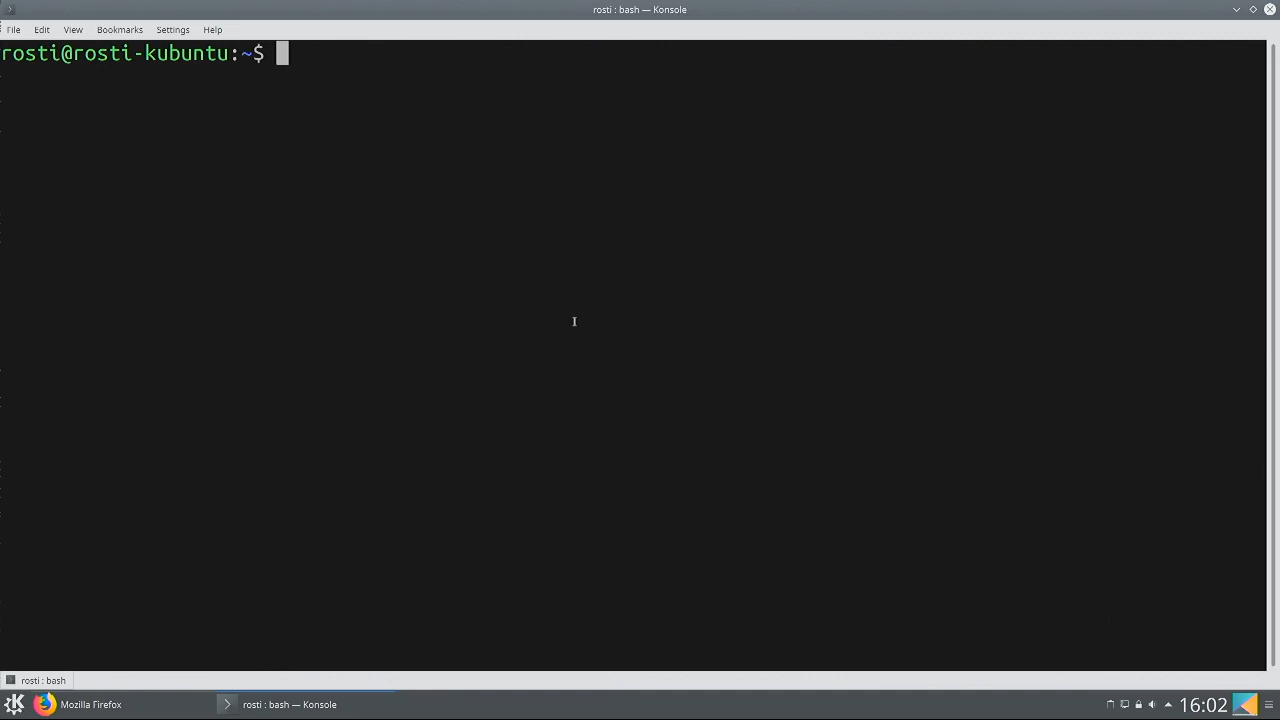 rosti : bash — Konsole
File Edit View Bookmarks Settings Help
rosti@rosti-kubuntu:~$
rosti : bash
Mozilla Firefox rosti : bash — Konsole 16:02